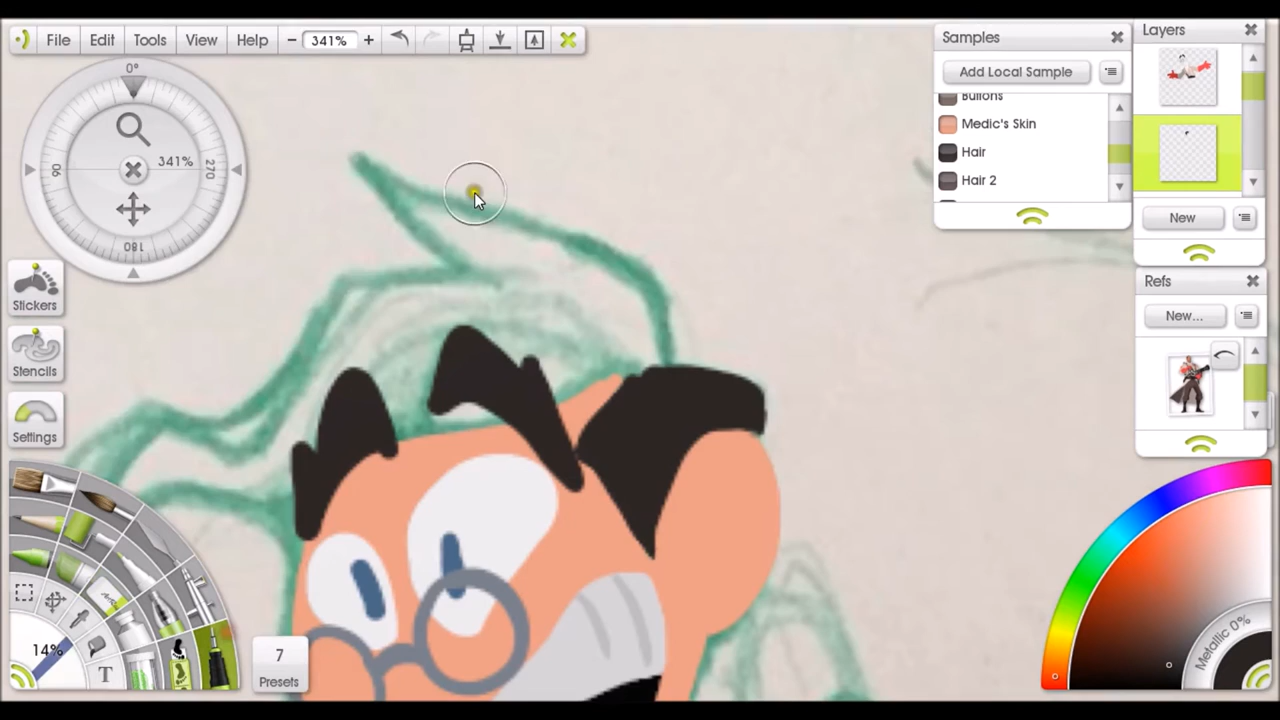 File Edit Tools View Help − 341% +
0°
90
341%
270
180
Stickers
Stencils
Settings
14%
T
7
Presets
Samples
Add Local Sample
Buttons
Medic's Skin
Hair
Hair 2
Layers
New
Refs
New...
Metallic 0%